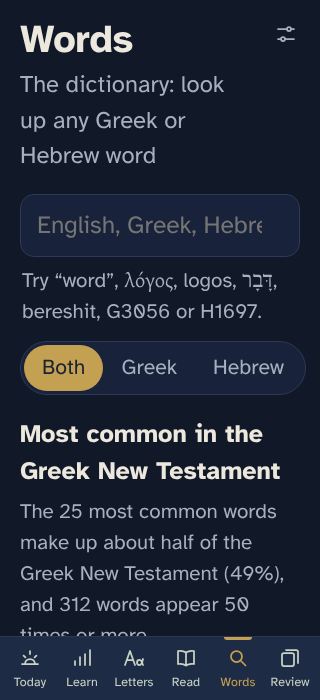 Words
The dictionary: look
up any Greek or
Hebrew word
English, Greek, Hebre
Try “word”, λόγος, logos, דָּבָר,
bereshit, G3056 or H1697.
Both Greek Hebrew
Most common in the
Greek New Testament
The 25 most common words
make up about half of the
Greek New Testament (49%),
and 312 words appear 50
times or more
Today Learn Letters Read Words Review